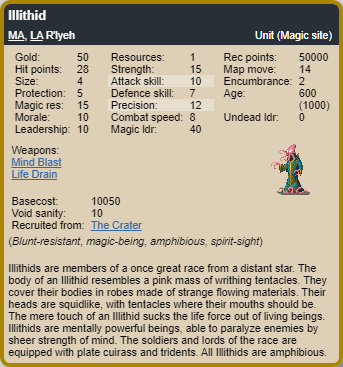 Illithid
MA, LA R'lyeh Unit (Magic site)
Gold: 50 Resources: 1 Rec points: 50000
Hit points: 28 Strength: 15 Map move: 14
Size: 4 Attack skill: 10 Encumbrance: 2
Protection: 5 Defence skill: 7 Age: 600
Magic res: 15 Precision: 12 (1000)
Morale: 10 Combat speed: 8 Undead ldr: 0
Leadership: 10 Magic ldr: 40
Weapons:
Mind Blast
Life Drain
Basecost: 10050
Void sanity: 10
Recruited from: The Crater
(Blunt-resistant, magic-being, amphibious, spirit-sight)
Illithids are members of a once great race from a distant star. The
body of an Illithid resembles a pink mass of writhing tentacles. They
cover their bodies in robes made of strange flowing materials. Their
heads are squidlike, with tentacles where their mouths should be.
The mere touch of an Illithid sucks the life force out of living beings.
Illithids are mentally powerful beings, able to paralyze enemies by
sheer strength of mind. The soldiers and lords of the race are
equipped with plate cuirass and tridents. All Illithids are amphibious.